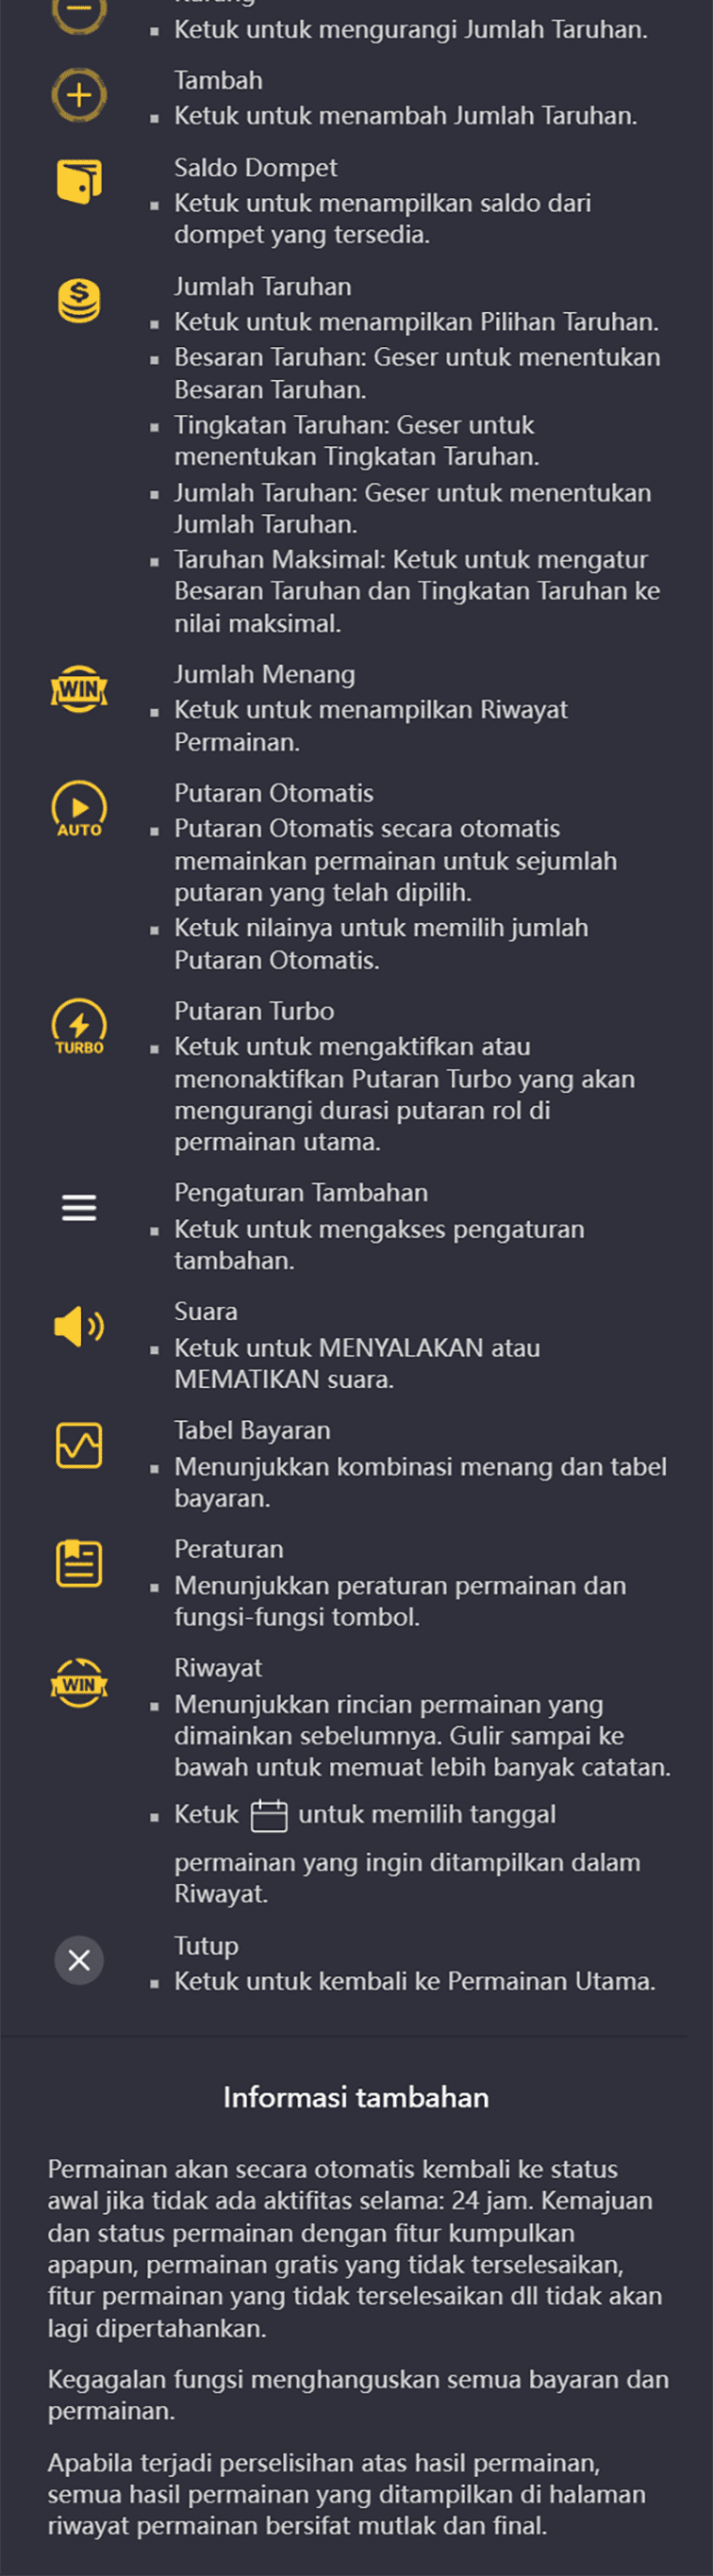 Ketuk untuk mengurangi Jumlah Taruhan.
Tambah
Ketuk untuk menambah Jumlah Taruhan.
Saldo Dompet
Ketuk untuk menampilkan saldo dari
dompet yang tersedia.
Jumlah Taruhan
Ketuk untuk menampilkan Pilihan Taruhan.
Besaran Taruhan: Geser untuk menentukan
Besaran Taruhan.
Tingkatan Taruhan: Geser untuk
menentukan Tingkatan Taruhan.
Jumlah Taruhan: Geser untuk menentukan
Jumlah Taruhan.
Taruhan Maksimal: Ketuk untuk mengatur
Besaran Taruhan dan Tingkatan Taruhan ke
nilai maksimal.
WIN
Jumlah Menang
Ketuk untuk menampilkan Riwayat
Permainan.
AUTO
Putaran Otomatis
Putaran Otomatis secara otomatis
memainkan permainan untuk sejumlah
putaran yang telah dipilih.
Ketuk nilainya untuk memilih jumlah
Putaran Otomatis.
TURBO
Putaran Turbo
Ketuk untuk mengaktifkan atau
menonaktifkan Putaran Turbo yang akan
mengurangi durasi putaran rol di
permainan utama.
Pengaturan Tambahan
Ketuk untuk mengakses pengaturan
tambahan.
Suara
Ketuk untuk MENYALAKAN atau
MEMATIKAN suara.
Tabel Bayaran
Menunjukkan kombinasi menang dan tabel
bayaran.
Peraturan
Menunjukkan peraturan permainan dan
fungsi-fungsi tombol.
WIN
Riwayat
Menunjukkan rincian permainan yang
dimainkan sebelumnya. Gulir sampai ke
bawah untuk memuat lebih banyak catatan.
Ketuk untuk memilih tanggal
permainan yang ingin ditampilkan dalam
Riwayat.
Tutup
Ketuk untuk kembali ke Permainan Utama.
Informasi tambahan
Permainan akan secara otomatis kembali ke status
awal jika tidak ada aktifitas selama: 24 jam. Kemajuan
dan status permainan dengan fitur kumpulkan
apapun, permainan gratis yang tidak terselesaikan,
fitur permainan yang tidak terselesaikan dll tidak akan
lagi dipertahankan.
Kegagalan fungsi menghanguskan semua bayaran dan
permainan.
Apabila terjadi perselisihan atas hasil permainan,
semua hasil permainan yang ditampilkan di halaman
riwayat permainan bersifat mutlak dan final.